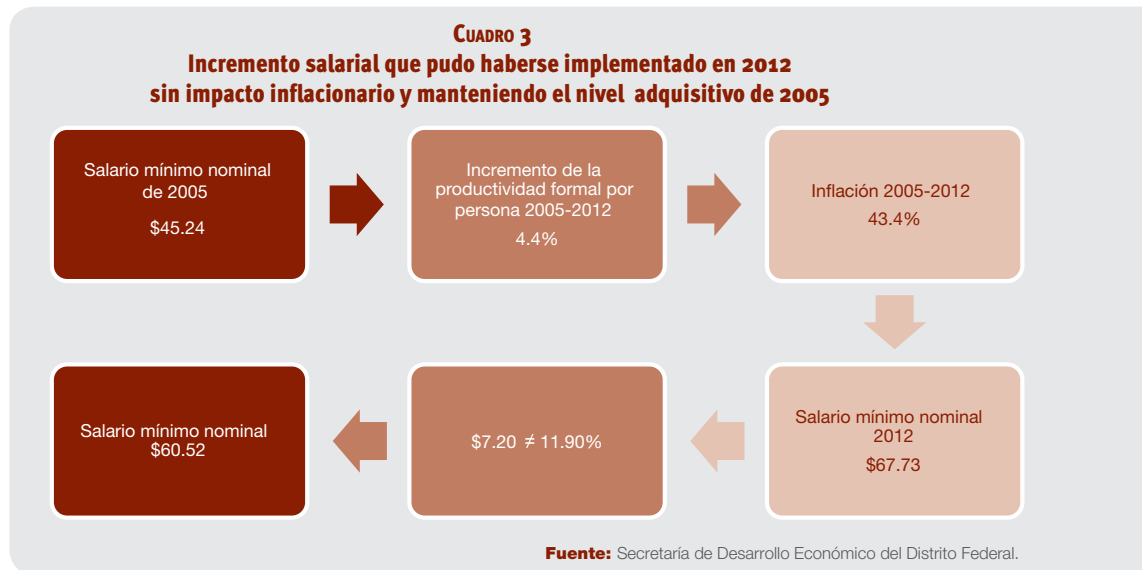 Cuadro 3
Incremento salarial que pudo haberse implementado en 2012
sin impacto inflacionario y manteniendo el nivel adquisitivo de 2005
Salario mínimo nominal
de 2005
$45.24
Incremento de la
productividad formal por
persona 2005-2012
4.4%
Inflación 2005-2012
43.4%
Salario mínimo nominal
2012
$67.73
$7.20 ≠ 11.90%
Salario mínimo nominal
$60.52
Fuente: Secretaría de Desarrollo Económico del Distrito Federal.